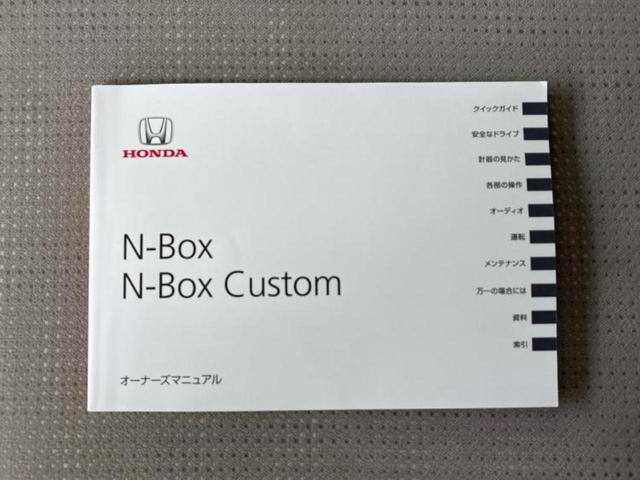 HONDA
N-Box
N-Box Custom
オーナーズマニュアル
クイックガイド
安全なドライブ
計器の見かた
各部の操作
オーディオ
運転
メンテナンス
万一の場合には
資料
索引